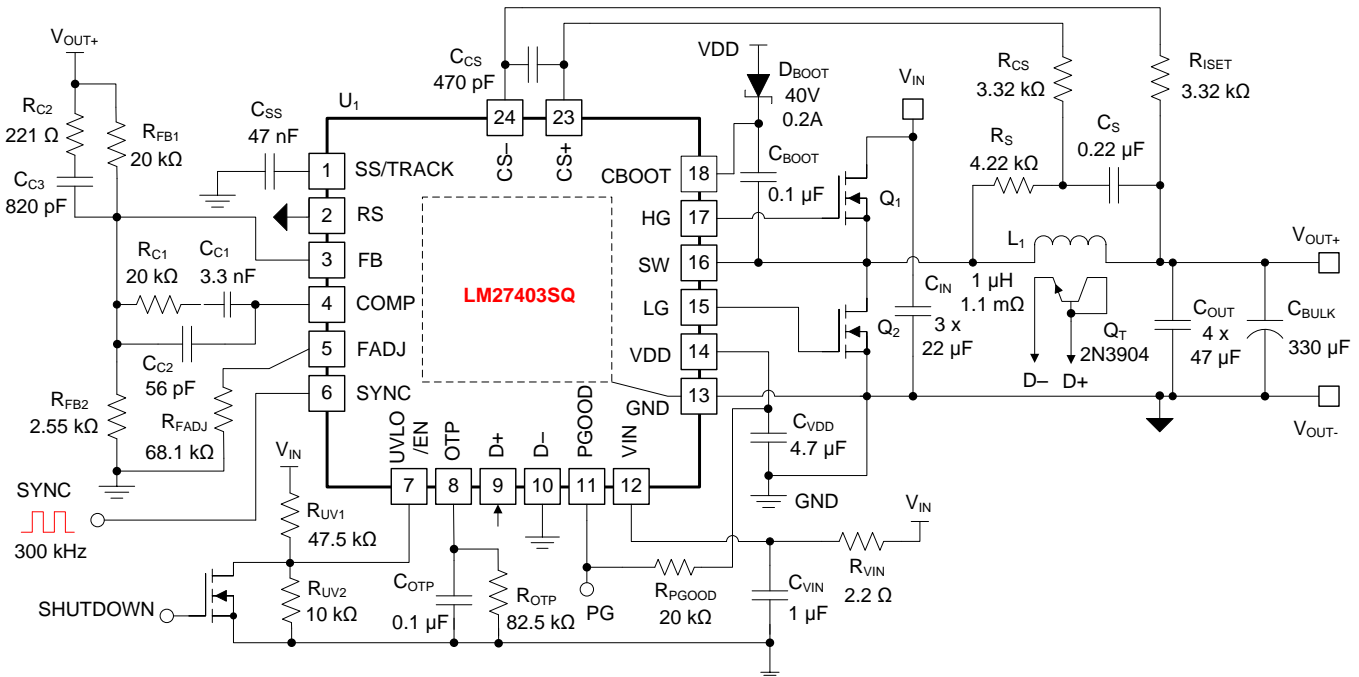 VOUT+
RC2
221 Ω
RFB1
20 kΩ
CC3
820 pF
CSS
47 nF
U1
CCS
470 pF
24
23
CS–
CS+
VDD
DBOOT
40V
0.2A
VIN
RCS
3.32 kΩ
RISET
3.32 kΩ
RS
4.22 kΩ
CS
0.22 µF
CBOOT
0.1 µF
1
SS/TRACK
2
RS
3
FB
4
COMP
5
FADJ
6
SYNC
CBOOT
18
HG
17
SW
16
LG
15
VDD
14
GND
13
LM27403SQ
Q1
Q2
RC1
20 kΩ
CC1
3.3 nF
CC2
56 pF
RFB2
2.55 kΩ
RFADJ
68.1 kΩ
CIN
3 x
22 µF
L1
1 µH
1.1 mΩ
QT
2N3904
D–
D+
COUT
4 x
47 µF
CBULK
330 µF
VOUT+
VOUT-
UVLO
/EN
OTP
D+
D–
PGOOD
VIN
7
8
9
10
11
12
CVDD
4.7 µF
GND
SYNC
300 kHz
VIN
RUV1
47.5 kΩ
RUV2
10 kΩ
SHUTDOWN
COTP
0.1 µF
ROTP
82.5 kΩ
PG
RPGOOD
20 kΩ
CVIN
1 µF
RVIN
2.2 Ω
VIN